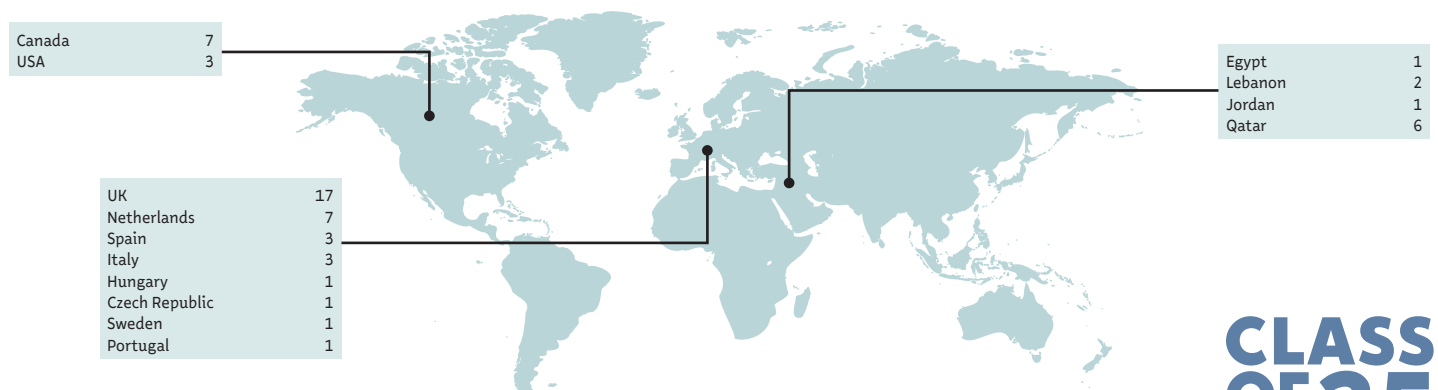 Canada 7
USA 3
Egypt 1
Lebanon 2
Jordan 1
Qatar 6
UK 17
Netherlands 7
Spain 3
Italy 3
Hungary 1
Czech Republic 1
Sweden 1
Portugal 1
CLASS